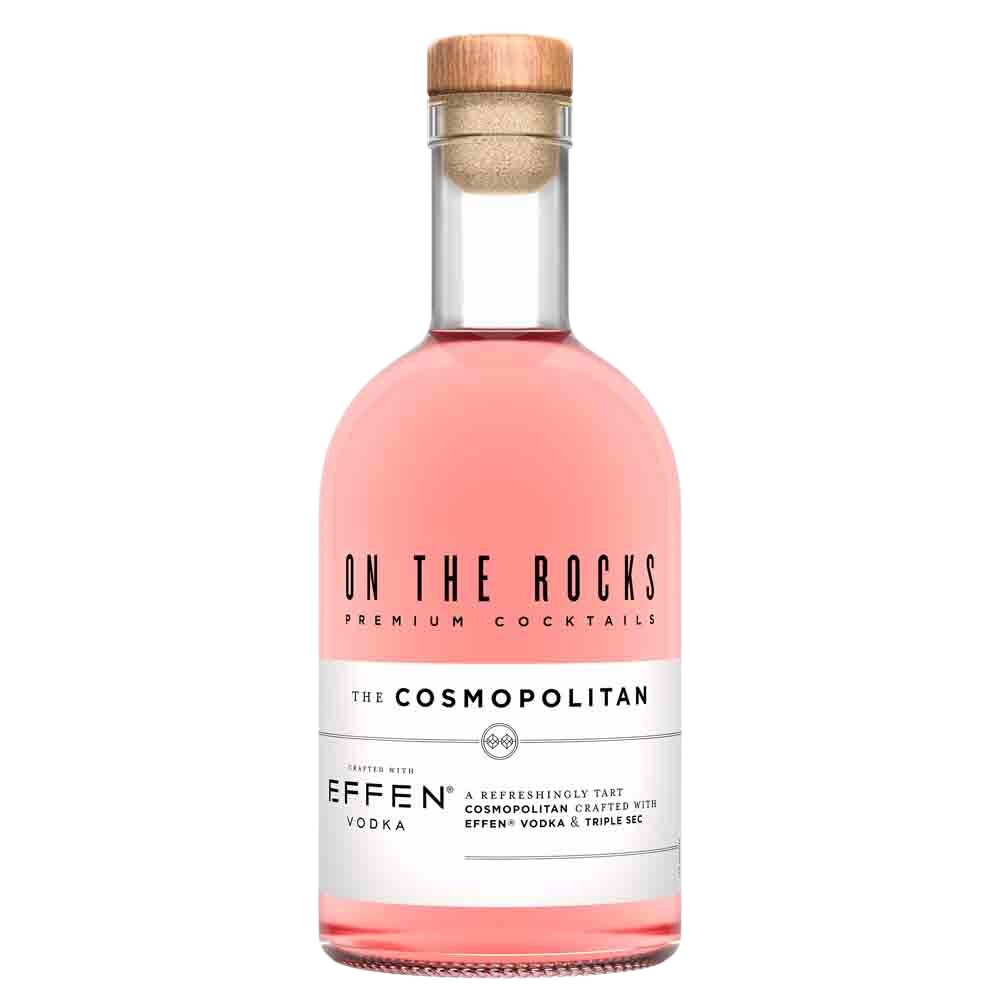 ON THE ROCKS
PREMIUM COCKTAILS
THE COSMOPOLITAN
CRAFTED WITH
EFFEN®
VODKA
A REFRESHINGLY TART
COSMOPOLITAN CRAFTED WITH
EFFEN® VODKA & TRIPLE SEC